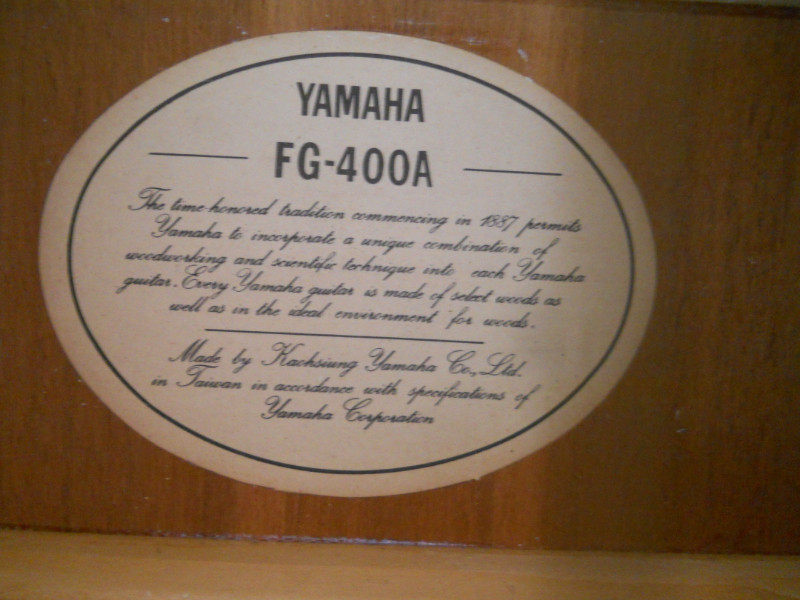 YAMAHA
FG-400A
The time-honored tradition commencing in 1887 permits
Yamaha to incorporate a unique combination of
woodworking and scientific technique into each Yamaha
guitar. Every Yamaha guitar is made of select woods as
well as in the ideal environment for woods.
Made by Kaohsiung Yamaha Co., Ltd.
in Taiwan in accordance with specifications of
Yamaha Corporation